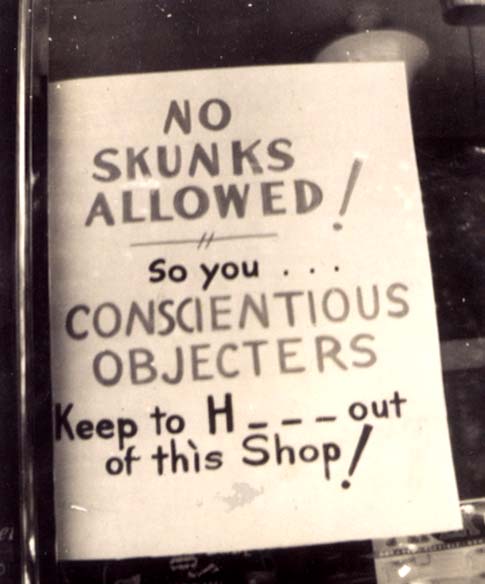 NO
SKUNKS
ALLOWED!
So you . . .
CONSCIENTIOUS
OBJECTERS
Keep to H _ _ _ out
of this Shop!